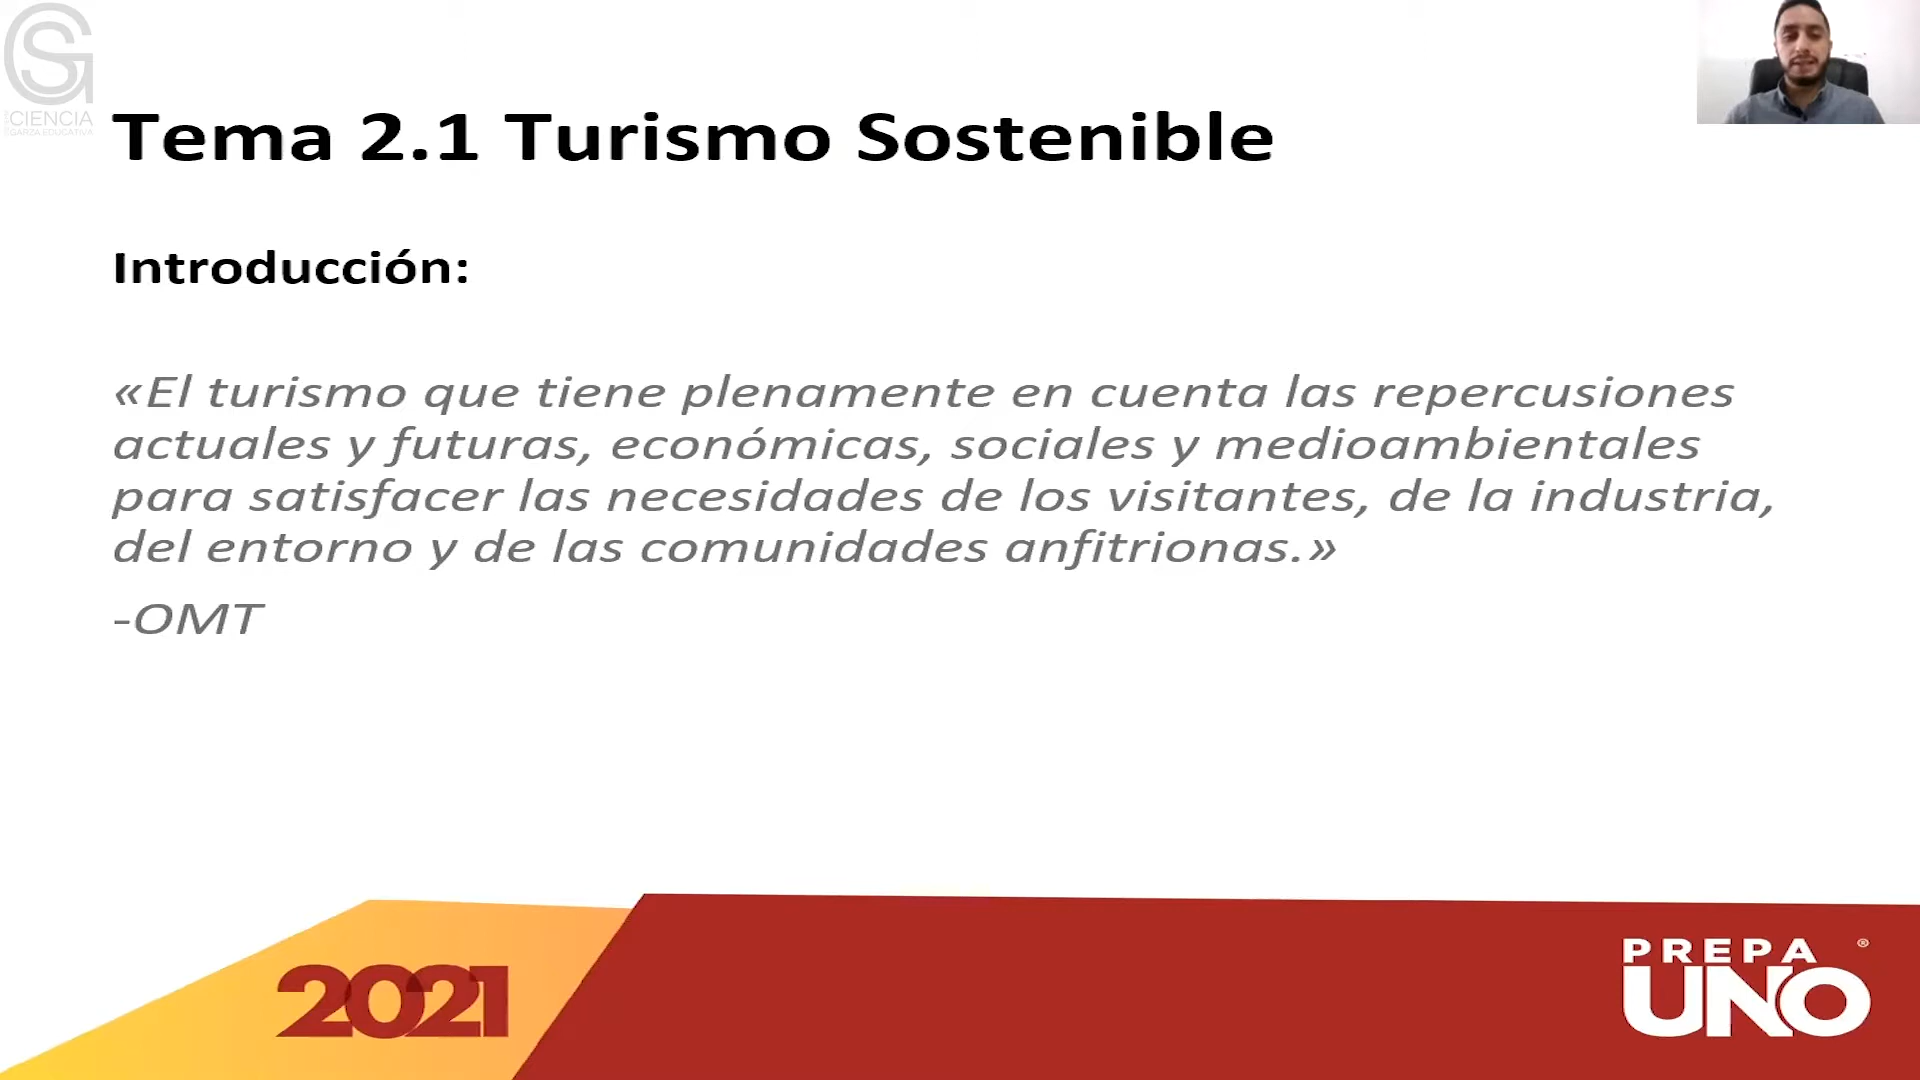 CIENCIA
GARZA EDUCATIVA
Tema 2.1 Turismo Sostenible
Introducción:
«El turismo que tiene plenamente en cuenta las repercusiones
actuales y futuras, económicas, sociales y medioambientales
para satisfacer las necesidades de los visitantes, de la industria,
del entorno y de las comunidades anfitrionas.»
-OMT
2021
PREPA ®
UNO